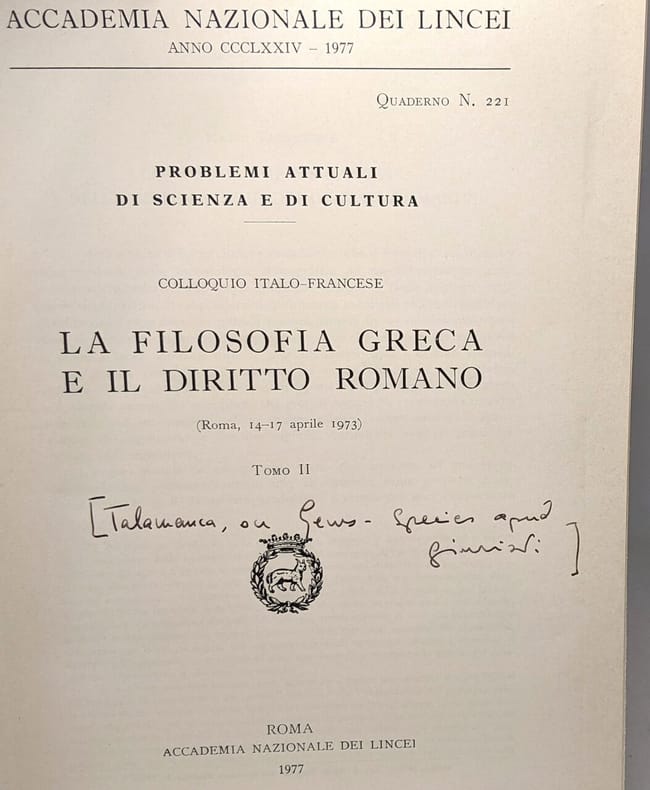 ACCADEMIA NAZIONALE DEI LINCEI
ANNO CCCLXXIV – 1977
QUADERNO N. 221
PROBLEMI ATTUALI
DI SCIENZA E DI CULTURA
COLLOQUIO ITALO-FRANCESE
LA FILOSOFIA GRECA
E IL DIRITTO ROMANO
(Roma, 14-17 aprile 1973)
TOMO II
[Talamanca, on Genus - Species apud
giuristi]
ROMA
ACCADEMIA NAZIONALE DEI LINCEI
1977